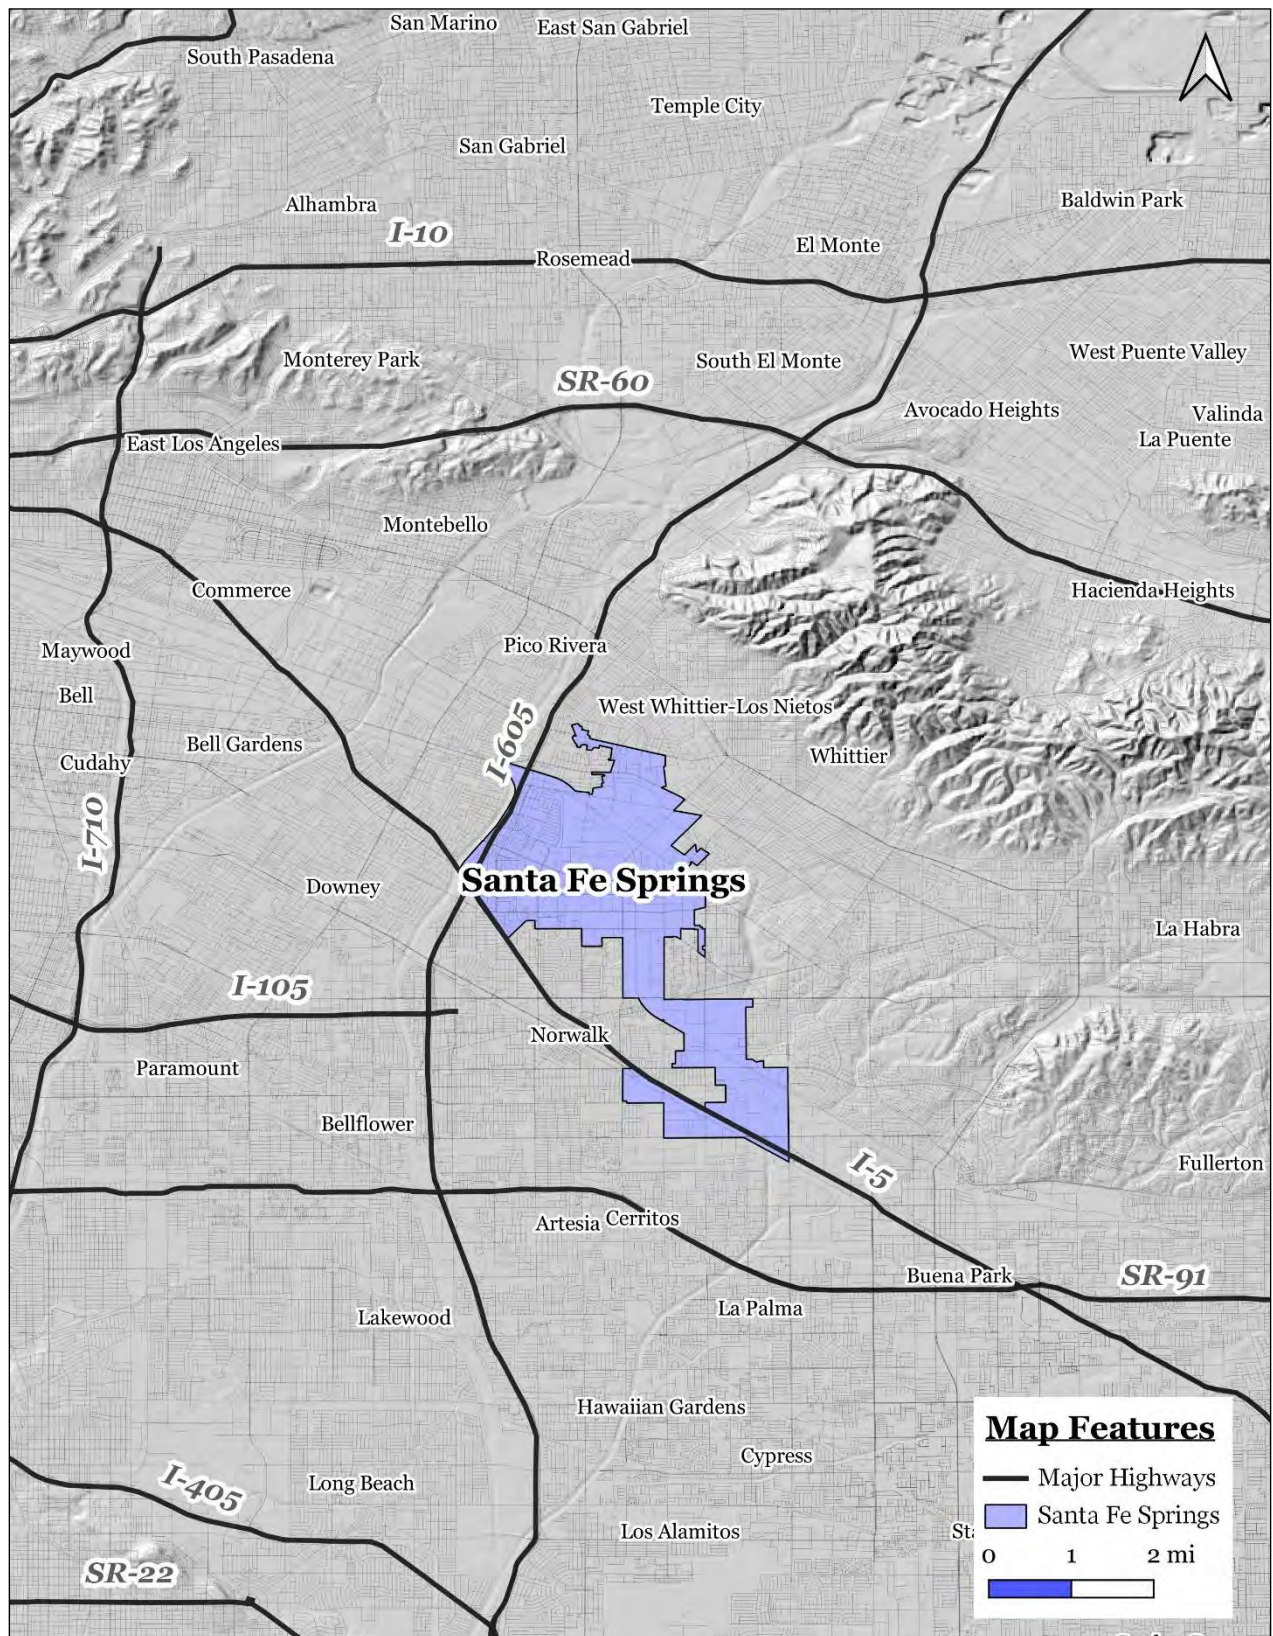 San Marino
East San Gabriel
South Pasadena
Temple City
San Gabriel
Baldwin Park
Alhambra
I-10
El Monte
Rosemead
West Puente Valley
Monterey Park
South El Monte
SR-60
Avocado Heights
Valinda
La Puente
East Los Angeles
Montebello
Commerce
Hacienda Heights
Pico Rivera
Maywood
Bell
West Whittier-Los Nietos
I-605
Bell Gardens
Whittier
Cudahy
I-710
Santa Fe Springs
Downey
La Habra
I-105
Norwalk
Paramount
Bellflower
I-5
Fullerton
Artesia
Cerritos
Buena Park
SR-91
La Palma
Lakewood
Hawaiian Gardens
Cypress
Long Beach
I-405
Los Alamitos
SR-22
Map Features
Major Highways
Santa Fe Springs
0 1 2 mi